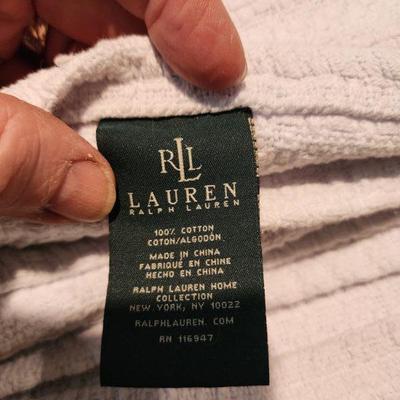 RLL
LAUREN
RALPH LAUREN
100% COTTON
COTON/ALGODÓN
MADE IN CHINA
FABRIQUÉ EN CHINE
HECHO EN CHINA
RALPH LAUREN HOME
COLLECTION
NEW YORK, NY 10022
RALPHLAUREN. COM
RN 116947